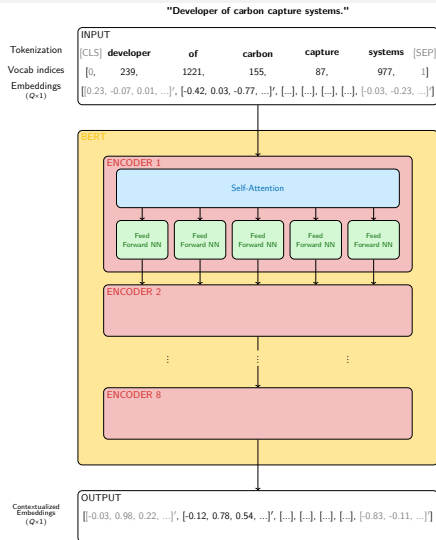 "Developer of carbon capture systems."
INPUT
Tokenization [CLS] developer of carbon capture systems [SEP]
Vocab indices [0, 239, 1221, 155, 87, 977, 1]
Embeddings [[0.23, -0.07, 0.01, ...]′, [-0.42, 0.03, -0.77, ...]′, [...], [...], [...], [...], [-0.03, -0.23, ...]′]
(Q×1)
BERT
ENCODER 1
Self-Attention
Feed Feed Feed Feed Feed
Forward NN Forward NN Forward NN Forward NN Forward NN
ENCODER 2
⋮ ⋮ ⋮
ENCODER 8
OUTPUT
Contextualized
Embeddings [[-0.03, 0.98, 0.22, ...]′, [-0.12, 0.78, 0.54, ...]′, [...], [...], [...], [...], [-0.83, -0.11, ...]′]
(Q×1)